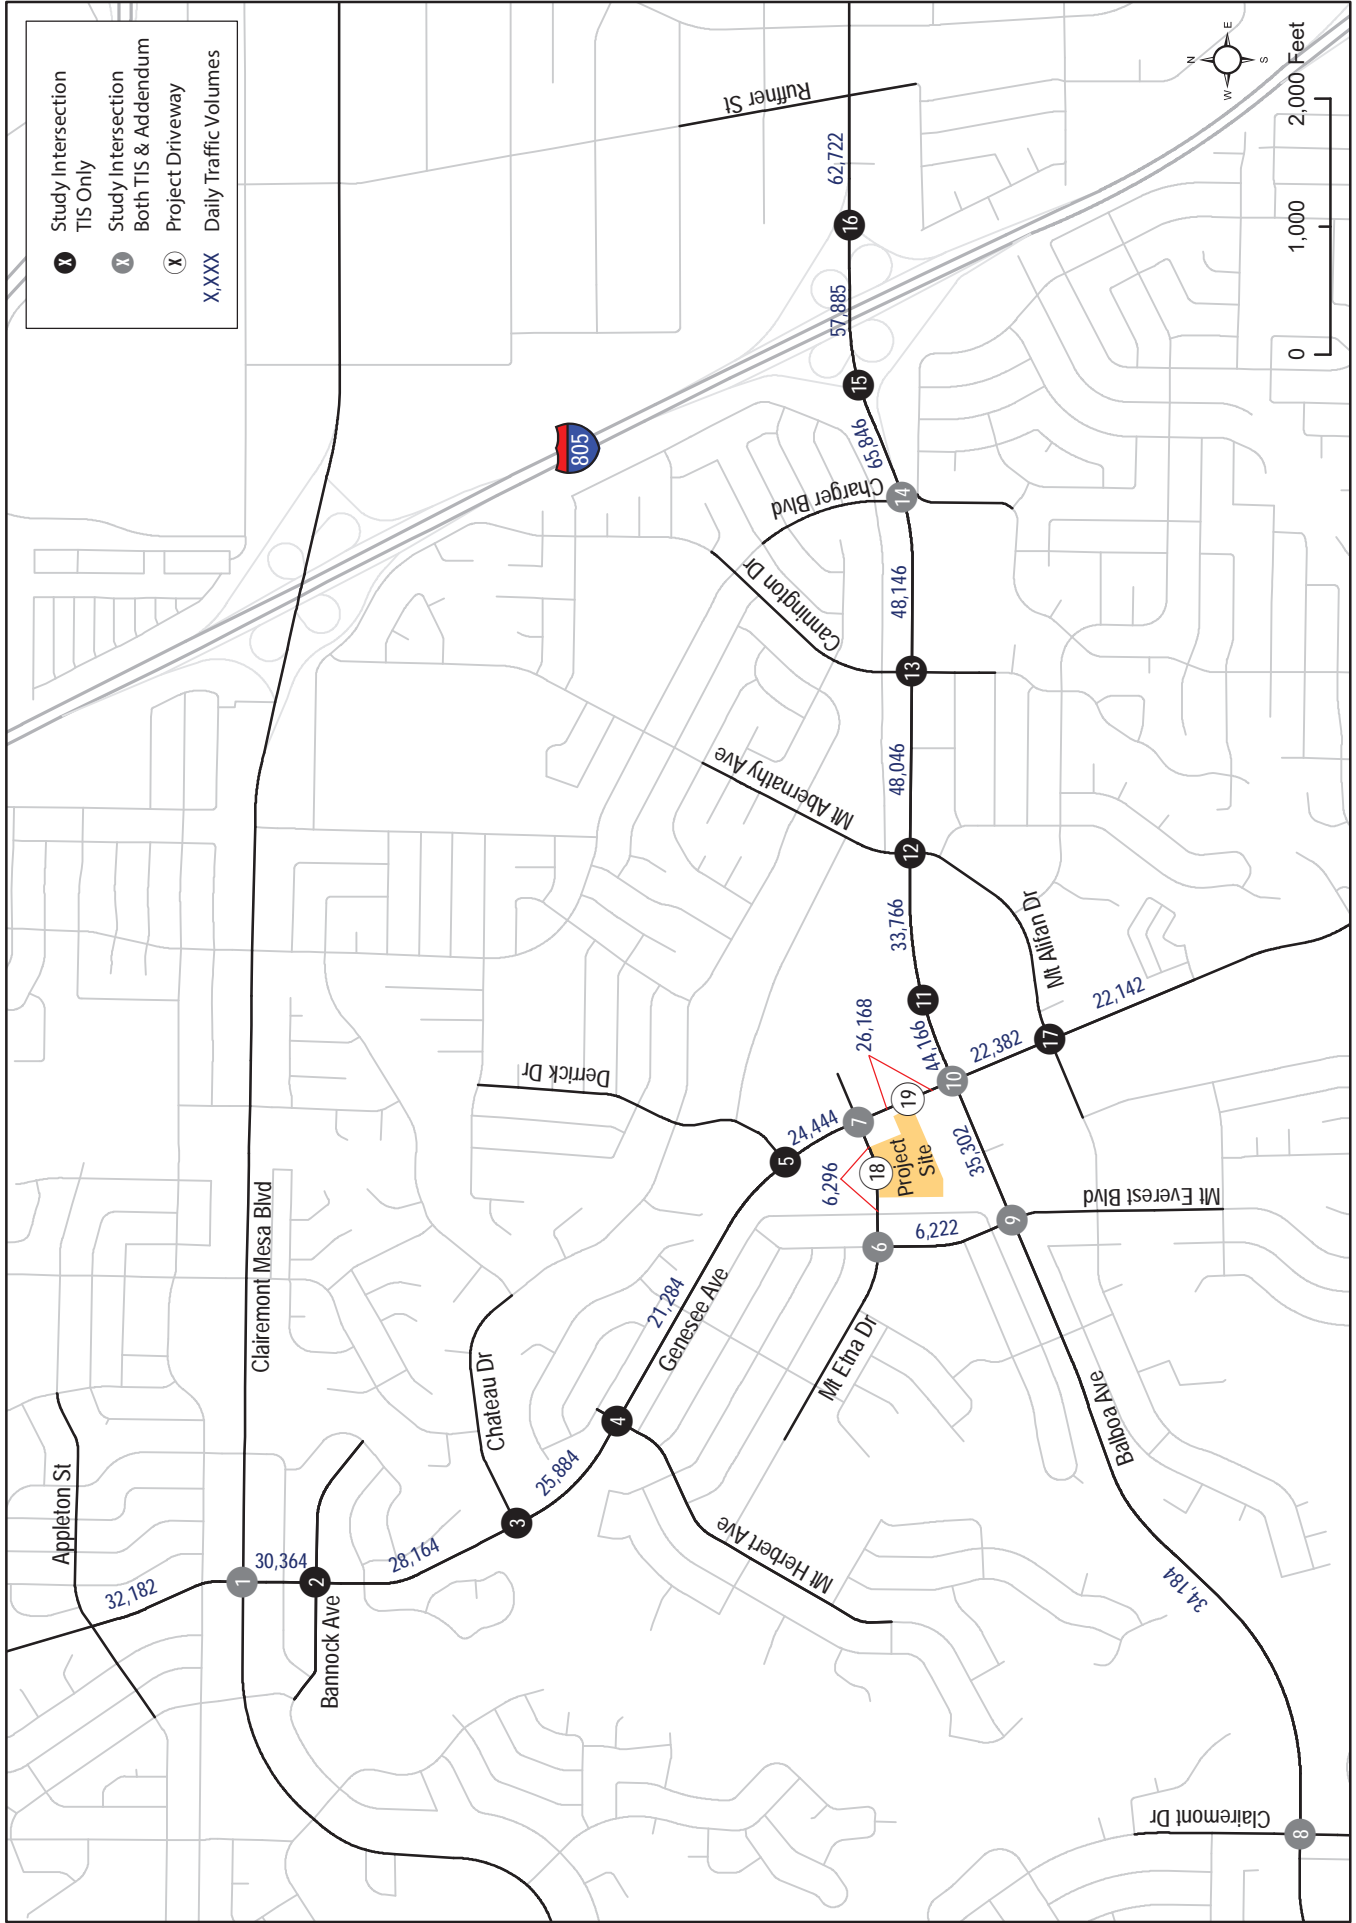 Study Intersection
TIS Only
Study Intersection
Both TIS & Addendum
Project Driveway
Daily Traffic Volumes
X
X
X
X,XXX
N
E
S
W
0
1,000
2,000 Feet
805
Appleton St
32,182
1
30,364
Clairemont Mesa Blvd
2
Bannock Ave
28,164
3
Chateau Dr
25,884
4
Mt Herbert Ave
21,284
Genesee Ave
5
Derrick Dr
24,444
7
6,296
18
Project
Site
19
26,168
6
Mt Etna Dr
6,222
9
Mt Everest Blvd
35,302
10
44,166
22,382
17
22,142
Mt Alifan Dr
11
33,766
12
Mt Abernathy Ave
48,046
13
Cannington Dr
48,146
14
Charger Blvd
65,846
15
57,885
16
62,722
Ruffner St
Balboa Ave
34,184
8
Clairemont Dr